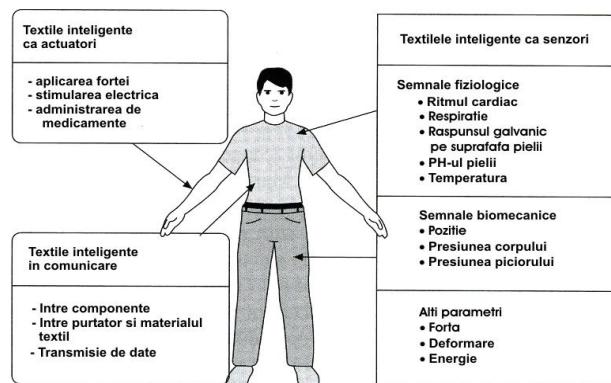 Textile inteligente
ca actuatori
- aplicarea fortei
- stimularea electrica
- administrarea de
medicamente
Textile inteligente
in comunicare
- Intre componente
- Intre purtator si materialul
textil
- Transmisie de date
Textilele inteligente ca senzori
Semnale fiziologice
• Ritmul cardiac
• Respiratie
• Raspunsul galvanic
pe suprafafa pielii
• PH-ul pielii
• Temperatura
Semnale biomecanice
• Pozitie
• Presiunea corpului
• Presiunea piciorului
Alti parametri
• Forta
• Deformare
• Energie